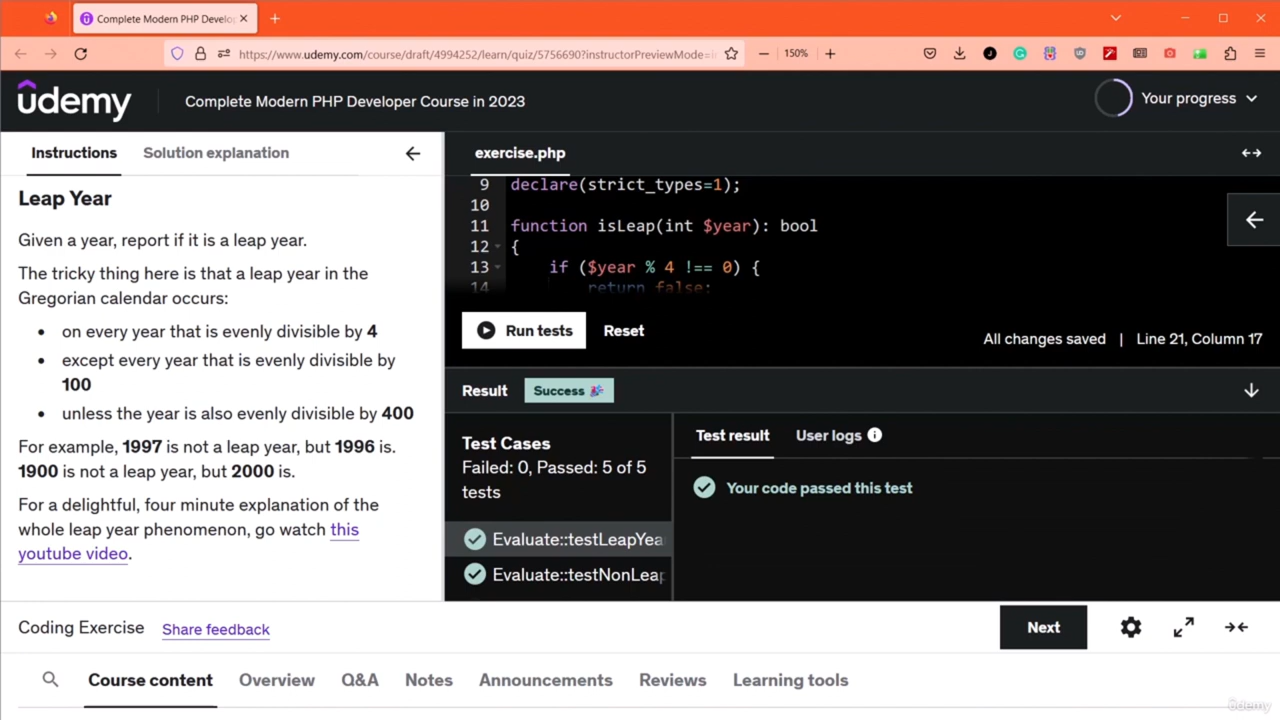 Complete Modern PHP Develop
https://www.udemy.com/course/draft/4994252/learn/quiz/5756690?instructorPreviewMode=i
150%
udemy
Complete Modern PHP Developer Course in 2023
Your progress
Instructions
Solution explanation
exercise.php
Leap Year
Given a year, report if it is a leap year.
The tricky thing here is that a leap year in the
Gregorian calendar occurs:
• on every year that is evenly divisible by 4
• except every year that is evenly divisible by
100
• unless the year is also evenly divisible by 400
For example, 1997 is not a leap year, but 1996 is.
1900 is not a leap year, but 2000 is.
For a delightful, four minute explanation of the
whole leap year phenomenon, go watch this
youtube video.
9 declare(strict_types=1);
10
11 function isLeap(int $year): bool
12 {
13 if ($year % 4 !== 0) {
14 return false;
Run tests
Reset
All changes saved | Line 21, Column 17
Result
Success
Test Cases
Failed: 0, Passed: 5 of 5
tests
Evaluate::testLeapYea
Evaluate::testNonLeap
Test result
User logs
Your code passed this test
Coding Exercise
Share feedback
Next
Course content
Overview
Q&A
Notes
Announcements
Reviews
Learning tools
udemy